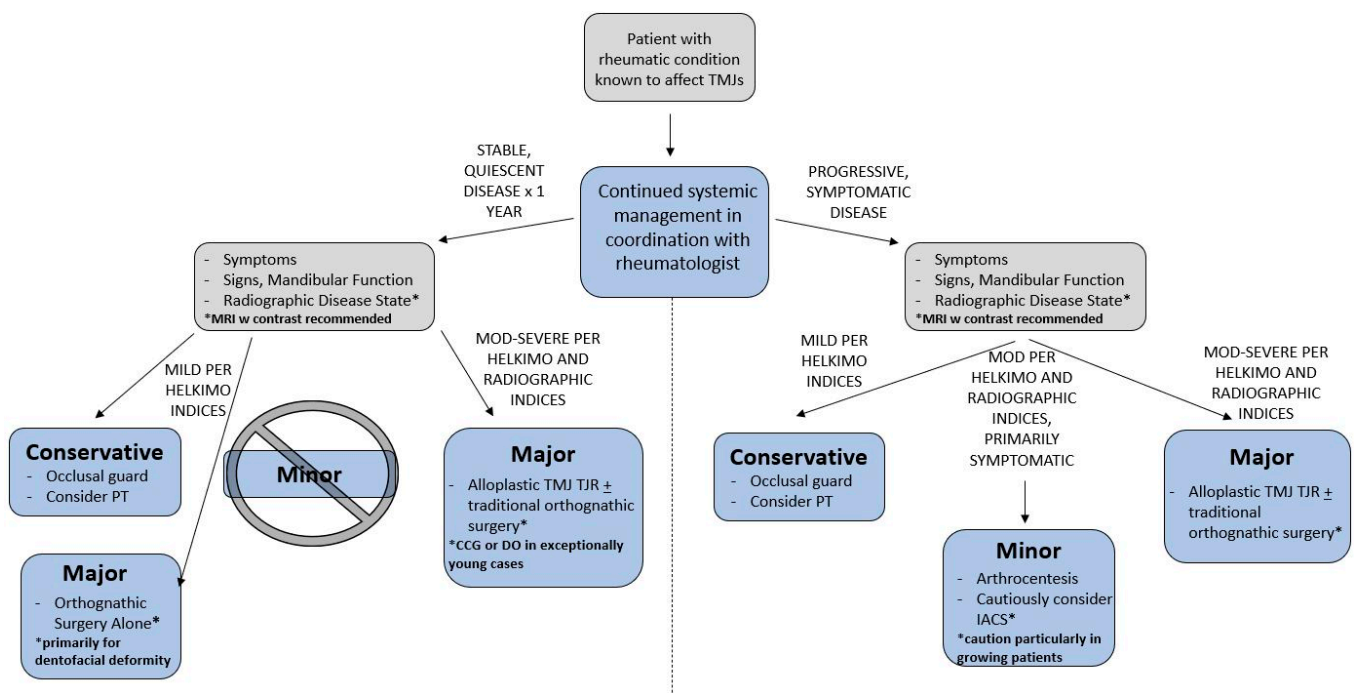 Patient with
rheumatic condition
known to affect TMJs
STABLE,
QUIESCENT
DISEASE x 1
YEAR
Continued systemic
management in
coordination with
rheumatologist
PROGRESSIVE,
SYMPTOMATIC
DISEASE
- Symptoms
- Signs, Mandibular Function
- Radiographic Disease State*
*MRI w contrast recommended
- Symptoms
- Signs, Mandibular Function
- Radiographic Disease State*
*MRI w contrast recommended
MILD PER
HELKIMO
INDICES
MOD-SEVERE PER
HELKIMO AND
RADIOGRAPHIC
INDICES
MILD PER
HELKIMO
INDICES
MOD PER
HELKIMO AND
RADIOGRAPHIC
INDICES,
PRIMARILY
SYMPTOMATIC
MOD-SEVERE PER
HELKIMO AND
RADIOGRAPHIC
INDICES
Conservative
- Occlusal guard
- Consider PT
Minor
Major
- Alloplastic TMJ TJR ±
traditional orthognathic
surgery*
*CCG or DO in exceptionally
young cases
Conservative
- Occlusal guard
- Consider PT
Major
- Alloplastic TMJ TJR ±
traditional
orthognathic surgery*
Major
- Orthognathic
Surgery Alone*
*primarily for
dentofacial deformity
Minor
- Arthrocentesis
- Cautiously consider
IACS*
*caution particularly in
growing patients